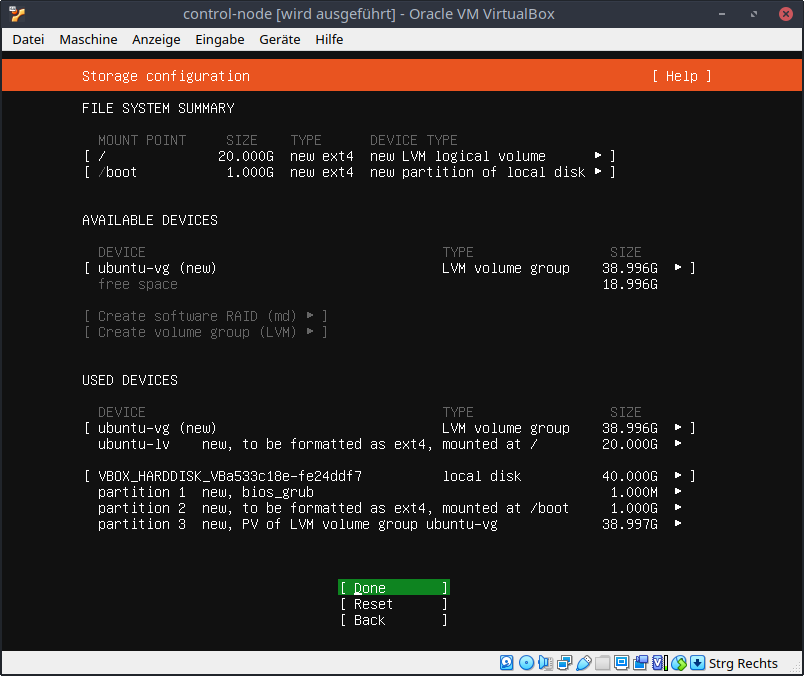 control-node [wird ausgeführt] - Oracle VM VirtualBox
Datei Maschine Anzeige Eingabe Geräte Hilfe
Storage configuration [ Help ]
FILE SYSTEM SUMMARY
MOUNT POINT SIZE TYPE DEVICE TYPE
[ / 20.000G new ext4 new LVM logical volume ▸ ]
[ /boot 1.000G new ext4 new partition of local disk ▸ ]
AVAILABLE DEVICES
DEVICE TYPE SIZE
[ ubuntu-vg (new) LVM volume group 38.996G ▸ ]
free space 18.996G
[ Create software RAID (md) ▸ ]
[ Create volume group (LVM) ▸ ]
USED DEVICES
DEVICE TYPE SIZE
[ ubuntu-vg (new) LVM volume group 38.996G ▸ ]
ubuntu-lv new, to be formatted as ext4, mounted at / 20.000G ▸
[ VBOX_HARDDISK_VBa533c18e-fe24ddf7 local disk 40.000G ▸ ]
partition 1 new, bios_grub 1.000M ▸
partition 2 new, to be formatted as ext4, mounted at /boot 1.000G ▸
partition 3 new, PV of LVM volume group ubuntu-vg 38.997G ▸
[ Done ]
[ Reset ]
[ Back ]
Strg Rechts